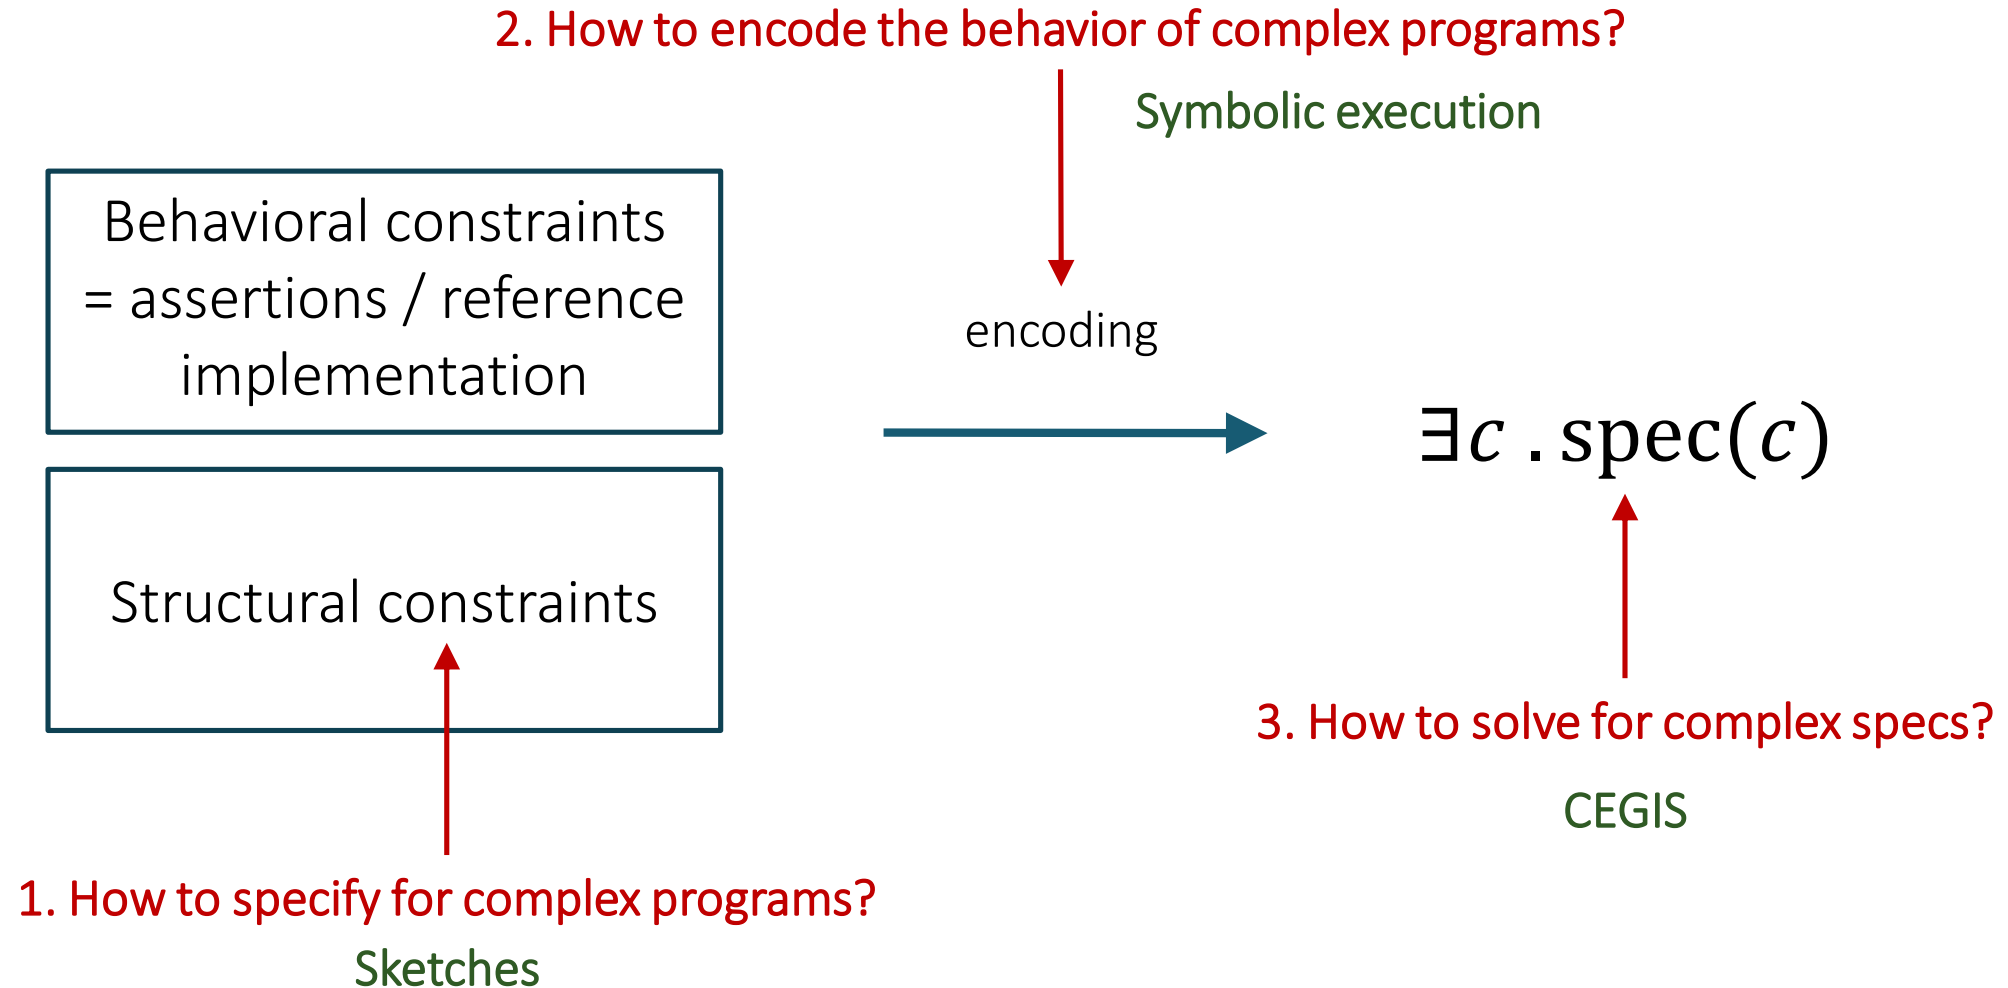 2. How to encode the behavior of complex programs?
Symbolic execution
Behavioral constraints
= assertions / reference
implementation
encoding
∃c . spec(c)
Structural constraints
3. How to solve for complex specs?
CEGIS
1. How to specify for complex programs?
Sketches